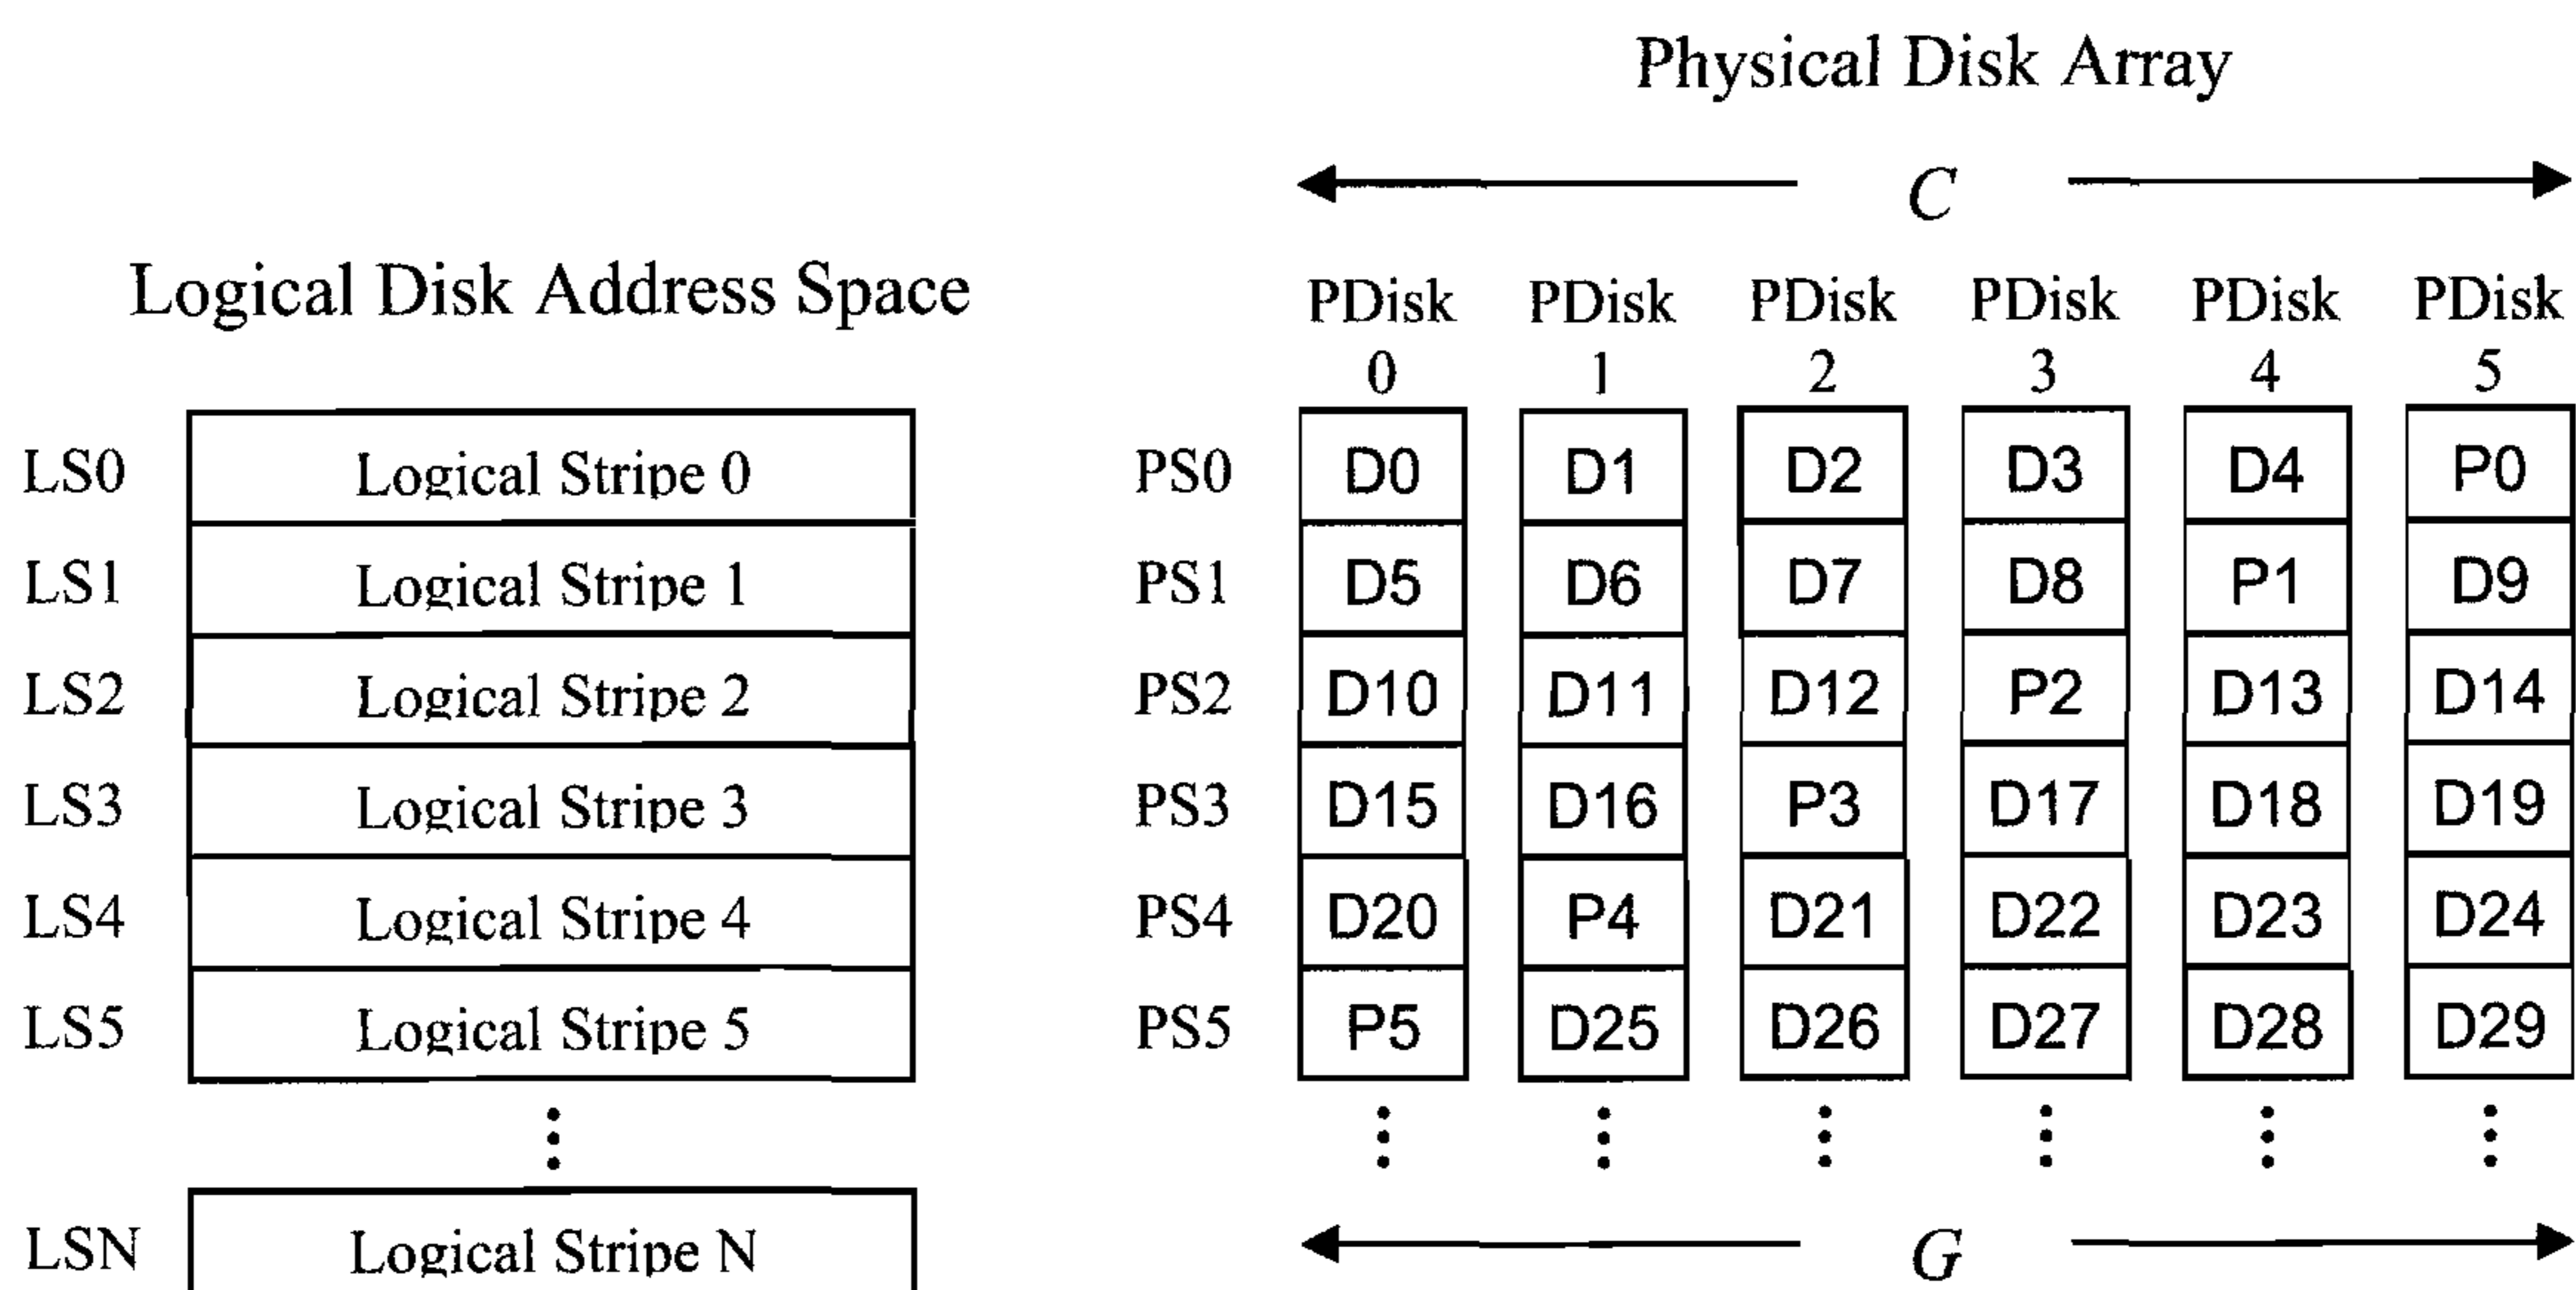 Physical Disk Array
C
Logical Disk Address Space
PDisk 0 PDisk 1 PDisk 2 PDisk 3 PDisk 4 PDisk 5
LS0 Logical Stripe 0 PS0 D0 D1 D2 D3 D4 P0
LS1 Logical Stripe 1 PS1 D5 D6 D7 D8 P1 D9
LS2 Logical Stripe 2 PS2 D10 D11 D12 P2 D13 D14
LS3 Logical Stripe 3 PS3 D15 D16 P3 D17 D18 D19
LS4 Logical Stripe 4 PS4 D20 P4 D21 D22 D23 D24
LS5 Logical Stripe 5 PS5 P5 D25 D26 D27 D28 D29
LSN Logical Stripe N G